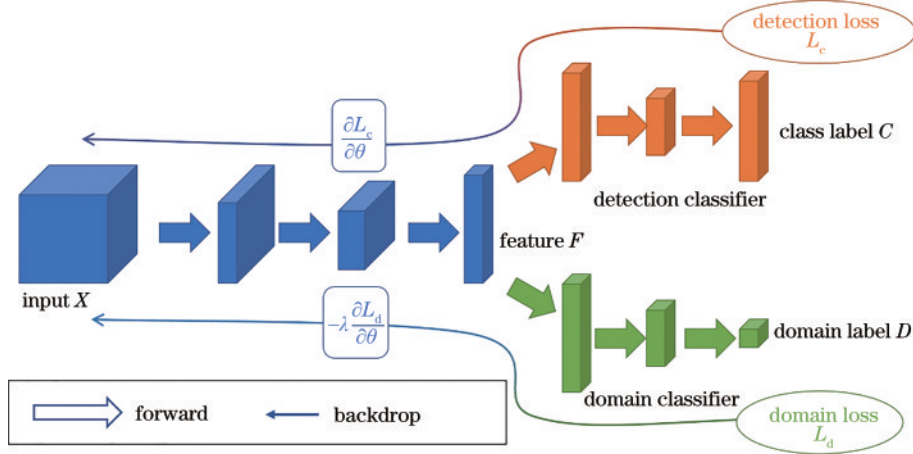 detection loss
L_c
∂L_c
∂θ
class label C
detection classifier
feature F
input X
−λ ∂L_d
∂θ
domain label D
domain classifier
forward
backdrop
domain loss
L_d